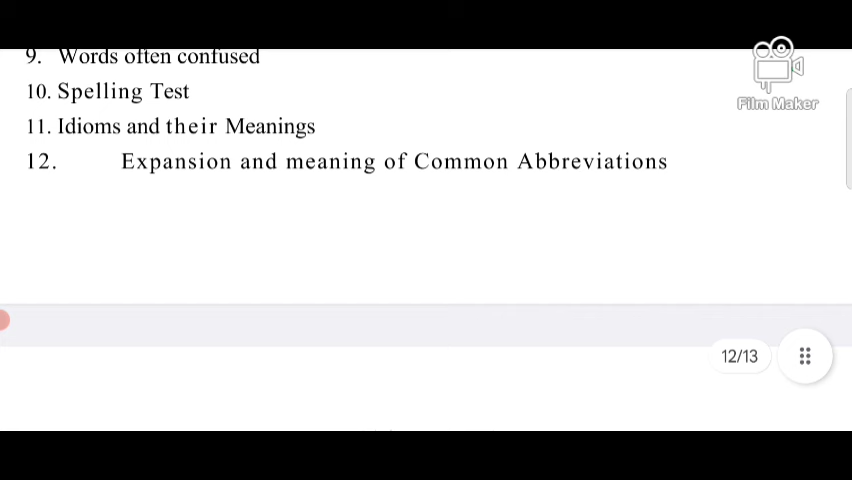 9. Words often confused
10. Spelling Test
11. Idioms and their Meanings
12. Expansion and meaning of Common Abbreviations
Film Maker
12/13